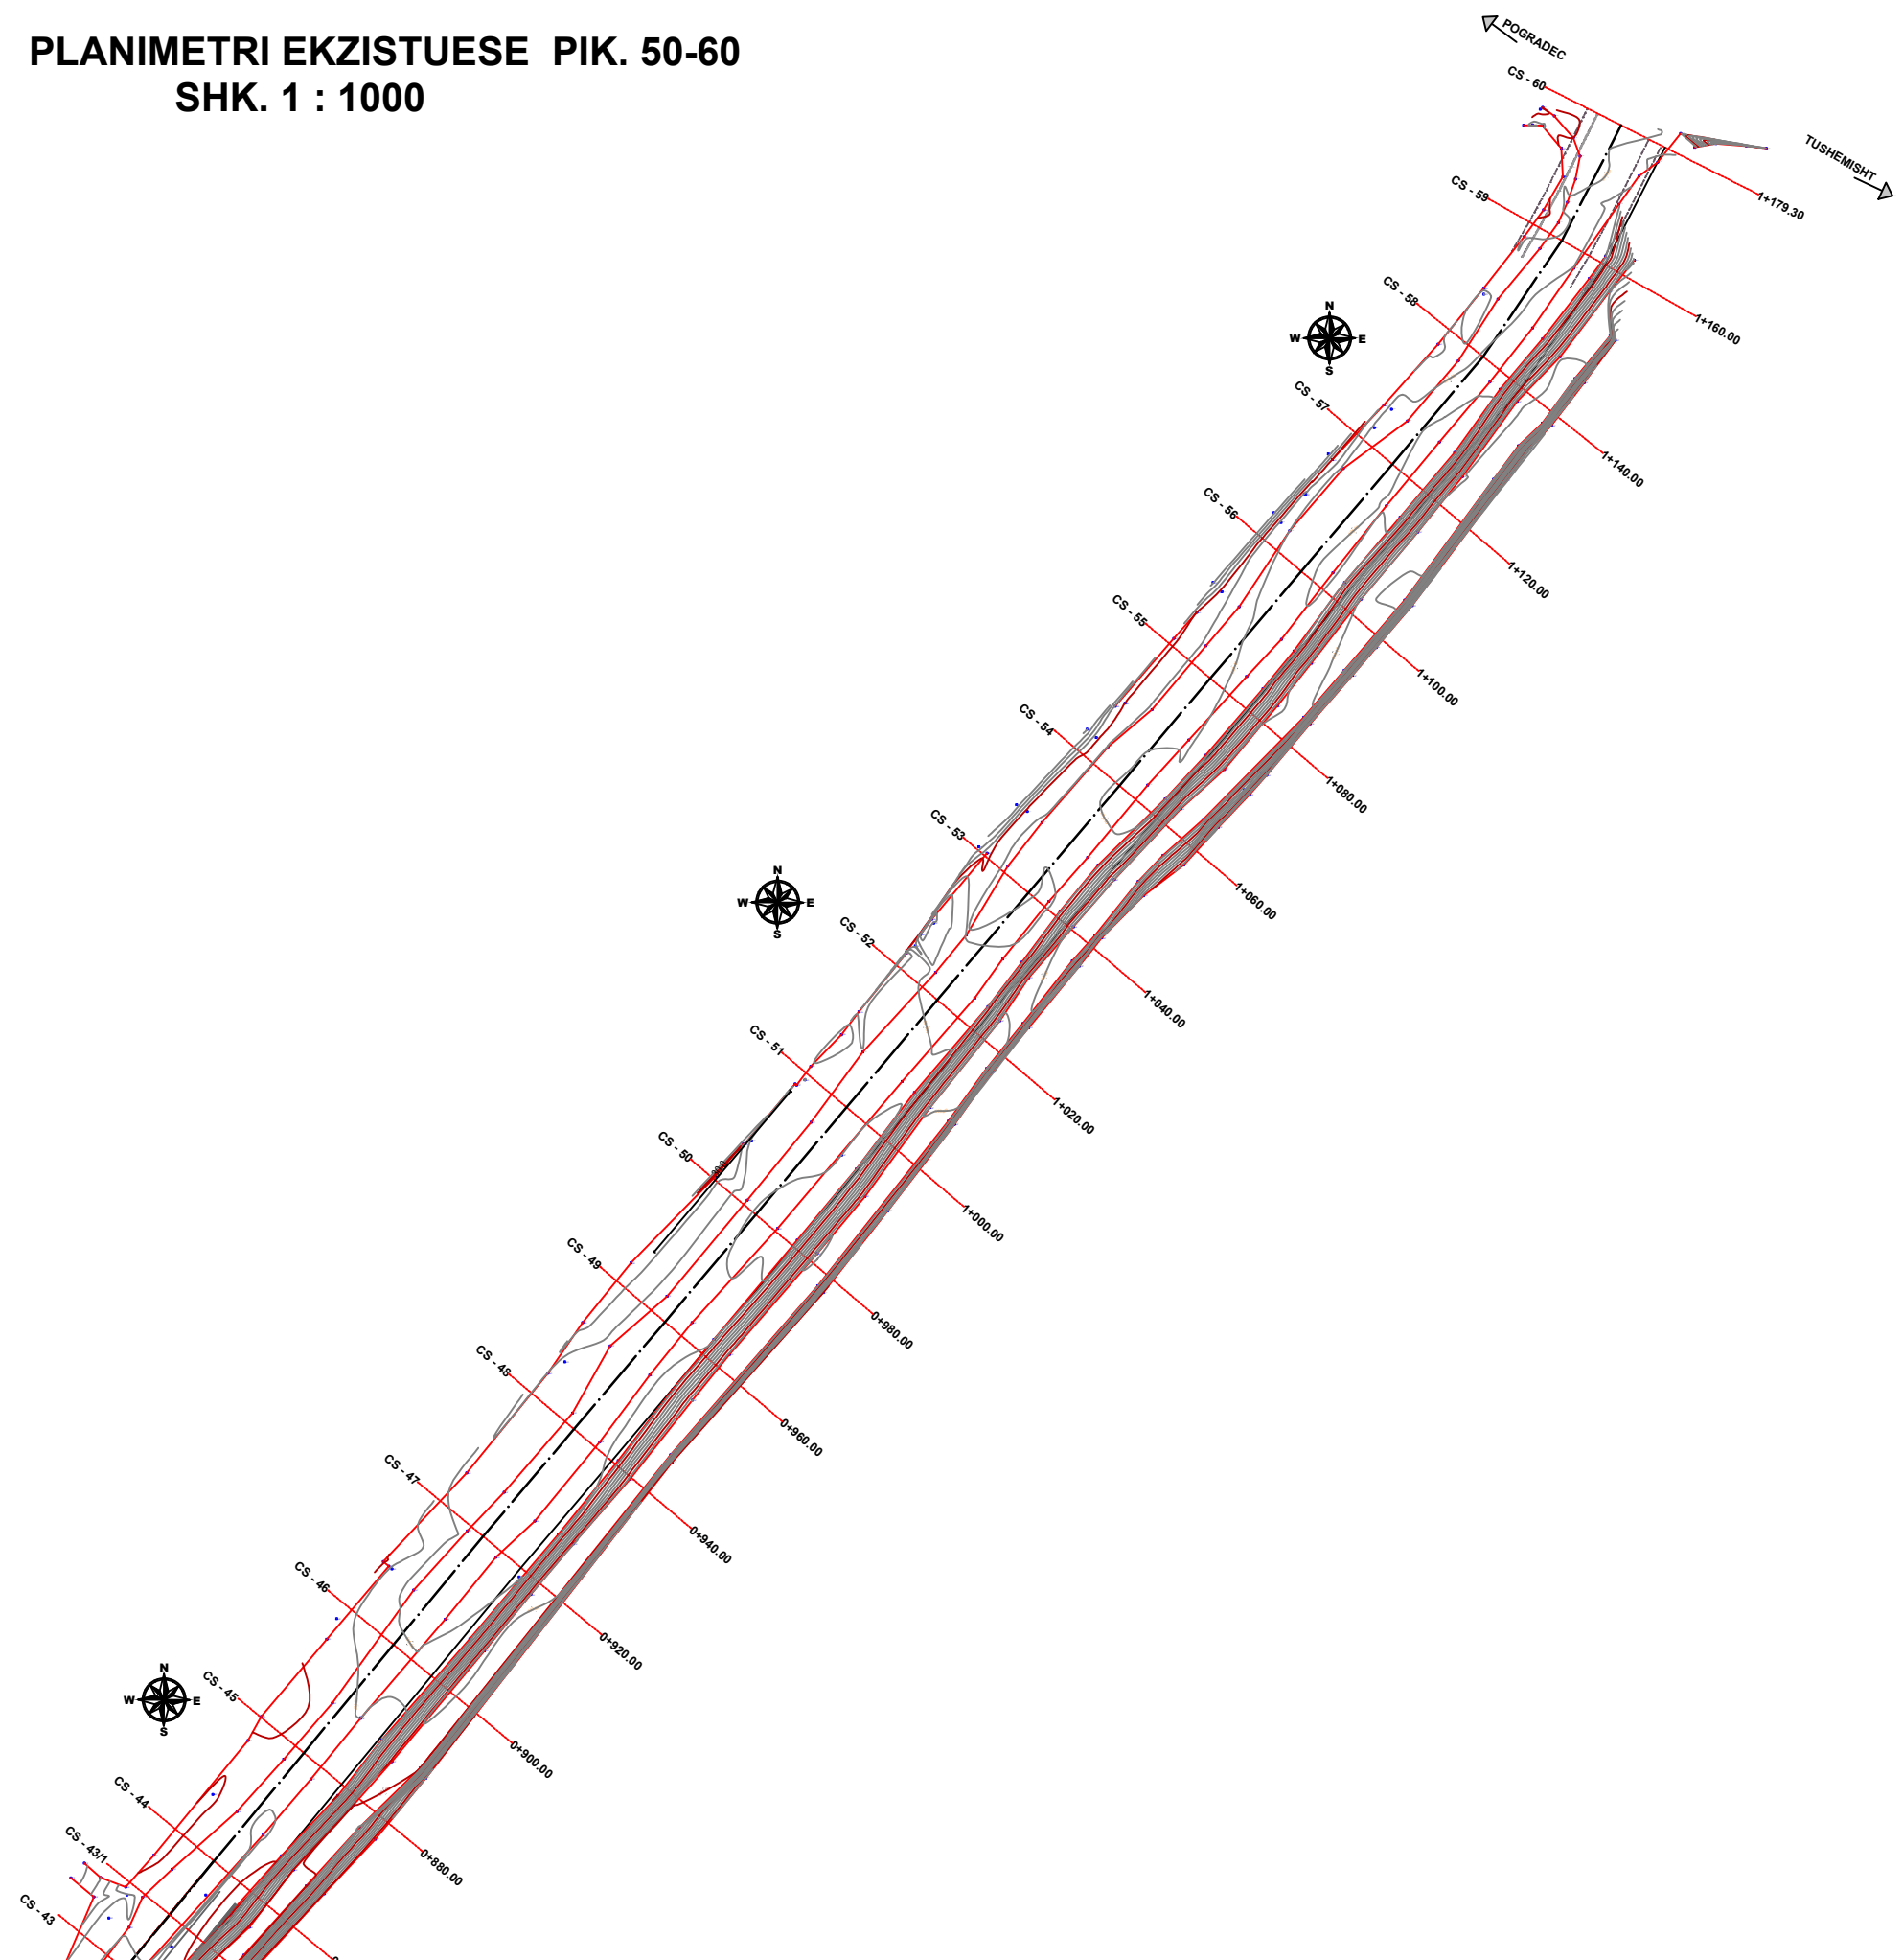 PLANIMETRI EKZISTUESE PIK. 50-60
SHK. 1 : 1000
POGRADEC
TUSHEMISHT
CS - 60
1+179.30
CS - 59
1+160.00
CS - 58
1+140.00
N
W E
S
CS - 57
1+120.00
CS - 56
1+100.00
CS - 55
1+080.00
CS - 54
1+060.00
CS - 53
1+040.00
N
W E
S
CS - 52
1+020.00
CS - 51
1+000.00
CS - 50
0+980.00
CS - 49
0+960.00
CS - 48
0+940.00
CS - 47
0+920.00
CS - 46
0+900.00
N
W E
S
CS - 45
0+880.00
CS - 44
CS - 43/1
CS - 43